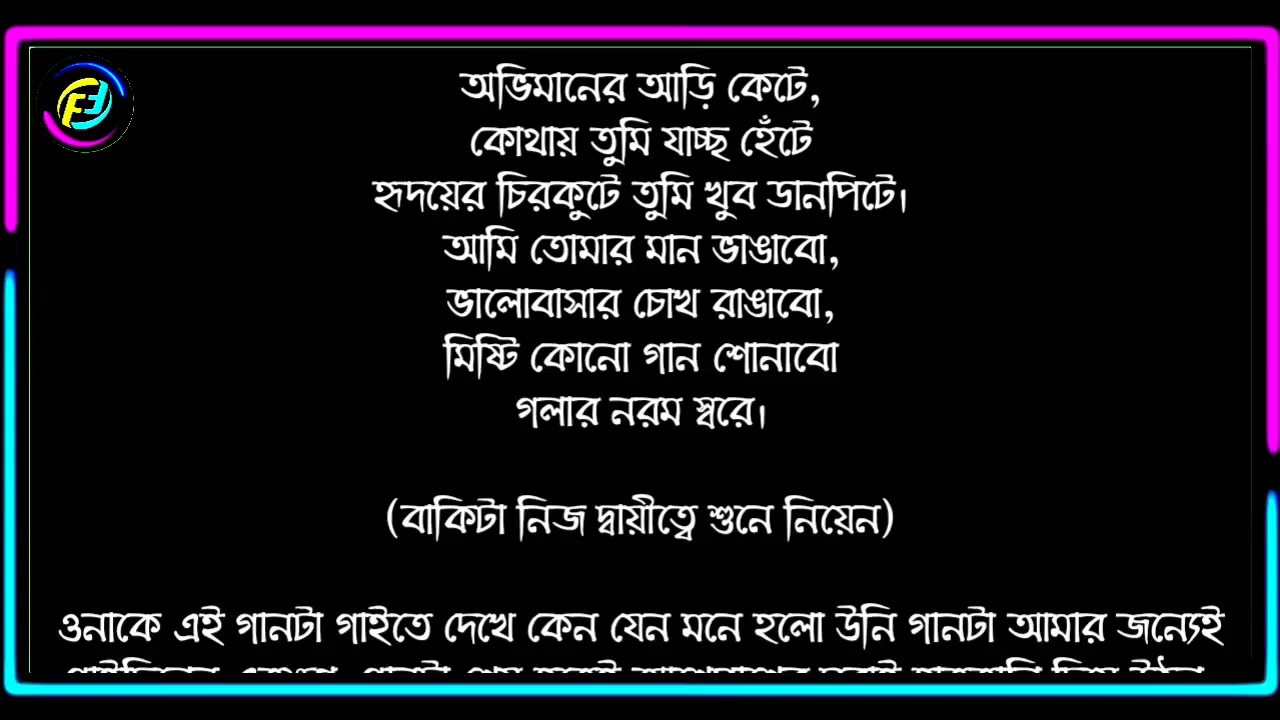 অভিমানের আড়ি কেটে,
কোথায় তুমি যাচ্ছ হেঁটে
হৃদয়ের চিরকুটে তুমি খুব ডানপিটে।
আমি তোমার মান ভাঙাবো,
ভালোবাসার চোখ রাঙাবো,
মিষ্টি কোনো গান শোনাবো
গলার নরম স্বরে।
(বাকিটা নিজ দ্বায়ীত্বে শুনে নিয়েন)
ওনাকে এই গানটা গাইতে দেখে কেন যেন মনে হলো উনি গানটা আমার জন্যেই